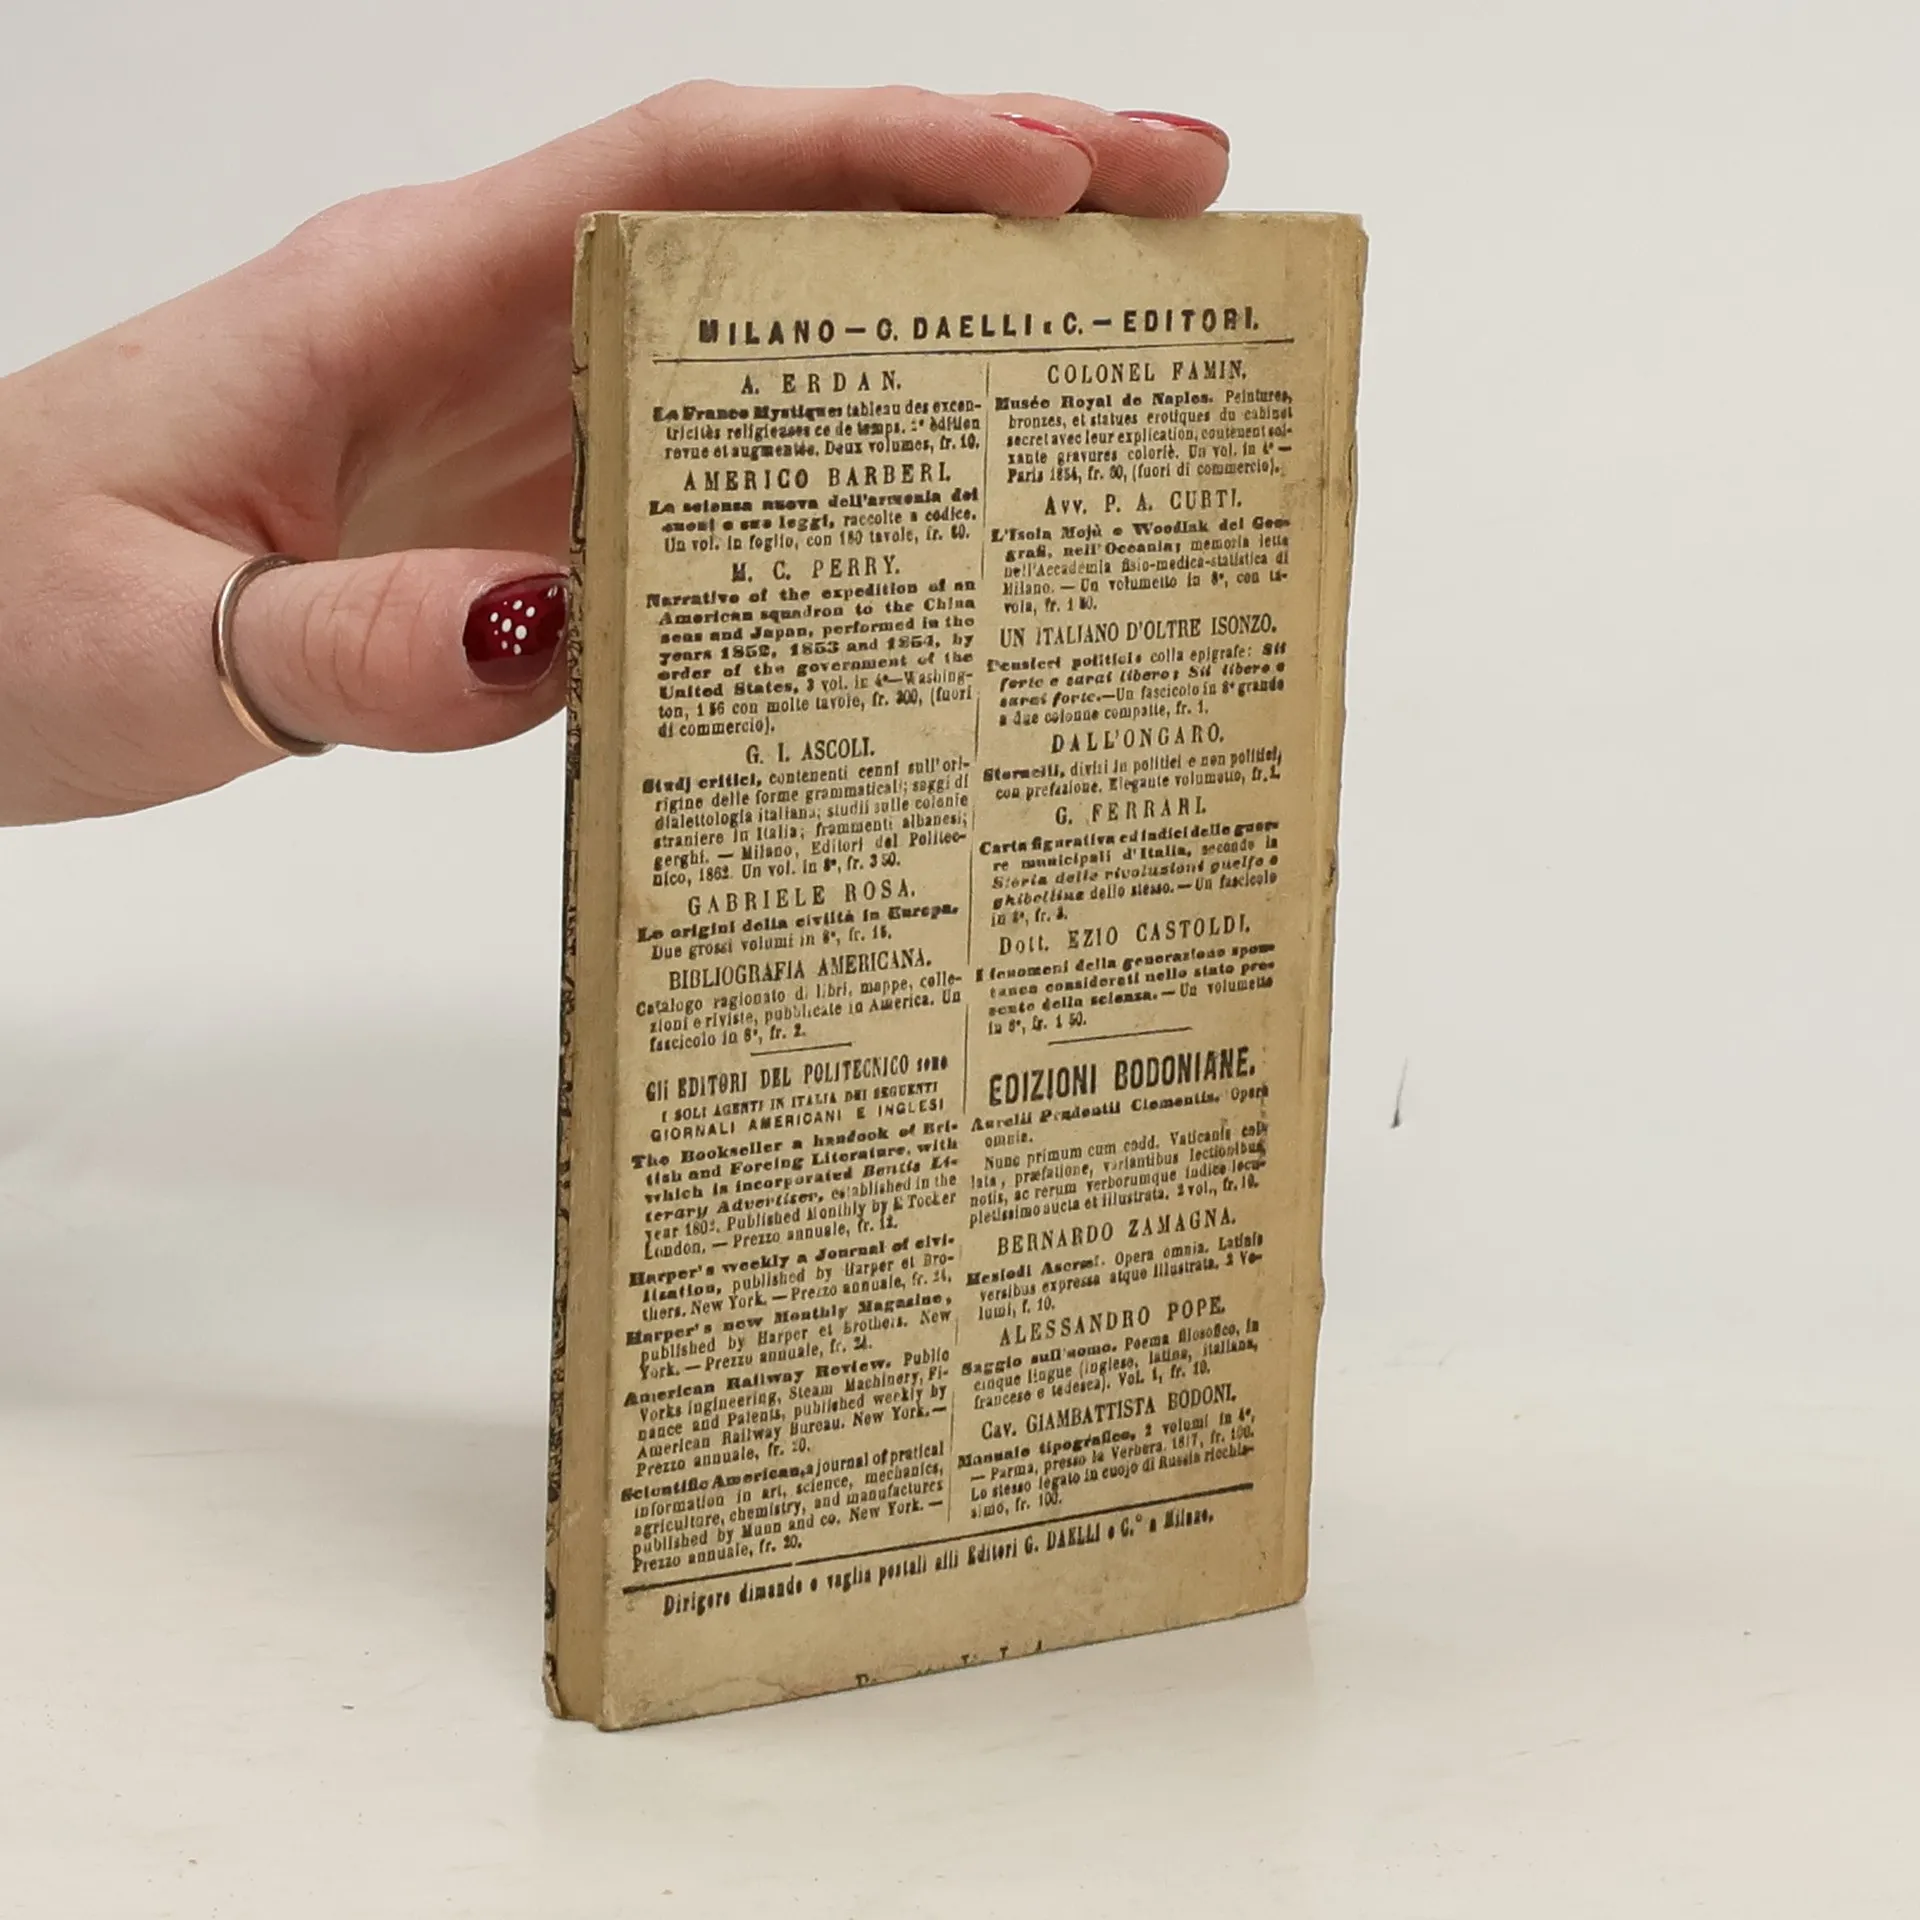 MILANO — G. DAELLI e C. — EDITORI.
A. ERDAN.
La France Mystique; tableau des excen-
tricités religieuses ce de temps. 2ª édition
revue et augmentée. Deux volumes, fr. 10.
AMERICO BARBERI.
La scienza nuova dell'armonia dei
suoni e sue leggi, raccolte a codice.
Un vol. in foglio, con 180 tavole, fr. 60.
M. C. PERRY.
Narrative of the expedition of an
American squadron to the China
seas and Japan, performed in the
years 1852, 1853 and 1854, by
order of the government of the
United States, 3 vol. in 4º—Washing-
ton, 1856 con molte tavole, fr. 300, (fuori
di commercio).
G. I. ASCOLI.
Studj critici, contenenti cenni sull'ori-
rigine delle forme grammaticali; saggi di
dialettologia italiana; studii sulle colonie
straniere in Italia; frammenti albanesi;
gerghi. — Milano, Editori del Politec-
nico, 1862. Un vol. in 8º, fr. 3 50.
GABRIELE ROSA.
Le origini della civiltà in Europa.
Due grossi volumi in 8º, fr. 15.
BIBLIOGRAFIA AMERICANA.
Catalogo ragionato di libri, mappe, colle-
zioni e riviste, pubblicate in America. Un
fascicolo in 8º, fr. 2.
Gli EDITORI DEL POLITECNICO sono
I SOLI AGENTI IN ITALIA DEI SEGUENTI
GIORNALI AMERICANI E INGLESI
The Bookseller a handook of Bri-
tish and Foreing Literature, with
which is incorporated Bentis Li-
terary Advertiser, established in the
year 1802. Published Monthly by E Tocker
London. — Prezzo annuale, fr. 12.
Harper's weekly a Journal of civi-
lization, published by Harper et Bro-
thers. New York. — Prezzo annuale, fr. 24.
Harper's new Monthly Magazine,
published by Harper et Brothers. New
York. — Prezzo annuale, fr. 24.
American Railway Review. Public
Vorks ingineering, Steam Machinery, Fi-
nance and Patents, published weekly by
American Railway Bureau. New York.—
Prezzo annuale, fr. 20.
Scientific American, a journal of pratical
information in art, science, mechanics,
agriculture, chemistry, and manufactures
published by Munn and co. New York. —
Prezzo annuale, fr. 20.
COLONEL FAMIN.
Musée Royal de Naples. Peintures,
bronzes, et statues erotiques du cabinet
secret avec leur explication, contenent soi-
xante gravures coloriè. Un vol. in 4º —
Paris 1854, fr. 60, (fuori di commercio).
Avv. P. A. CURTI.
L'Isola Mojù o Woodlak dei Geo-
grafi, nell'Oceania; memoria letta
nell'Accademia fisio-medica-statistica di
Milano. — Un volumetto in 8º, con ta-
vola, fr. 1 50.
UN ITALIANO D'OLTRE ISONZO.
Pensieri politici colla epigrafe: Sii
forte e sarai libero; Sii libero e
sarai forte.—Un fascicolo in 8º grande
a due colonne compatte, fr. 1.
DALL'ONGARO.
Stornelli, divisi in politici e non politici,
con prefazione. Elegante volumetto, fr. 1.
G. FERRARI.
Carta figurativa ed indici delle guer-
re municipali d'Italia, secondo la
Storia delle rivoluzioni guelfe e
ghibelline dello stesso. — Un fascicolo
in 8º, fr. 3.
Dott. EZIO CASTOLDI.
I fenomeni della generazione spon-
tanea considerati nello stato pre-
sente della scienza. — Un volumetto
in 8º, fr. 1 50.
EDIZIONI BODONIANE.
Aurelii Prudentii Clementis. Opera
omnia.
Nunc primum cum codd. Vaticanis col-
lata, præfatione, variantibus lectionibus
notis, ac rerum verborumque indice locu-
pletissimo aucta et illustrata. 2 vol., fr. 10.
BERNARDO ZAMAGNA.
Hesiodi Ascræi. Opera omnia. Latinis
versibus expressa atque illustrata. 2 Vo-
lumi, f. 10.
ALESSANDRO POPE.
Saggio sull'uomo. Poema filosofico, in
cinque lingue (inglese, latina, italiana,
francese e tedesca). Vol. 1, fr. 10.
Cav. GIAMBATTISTA BODONI.
Manuale tipografico, 2 volumi in 4º,
— Parma, presso la Verbera. 1817, fr. 100.
Lo stesso legato in cuojo di Russia ricchis-
simo, fr. 100.
Dirigere dimande e vaglia postali alli Editori G. DAELLI e C.º a Milano.